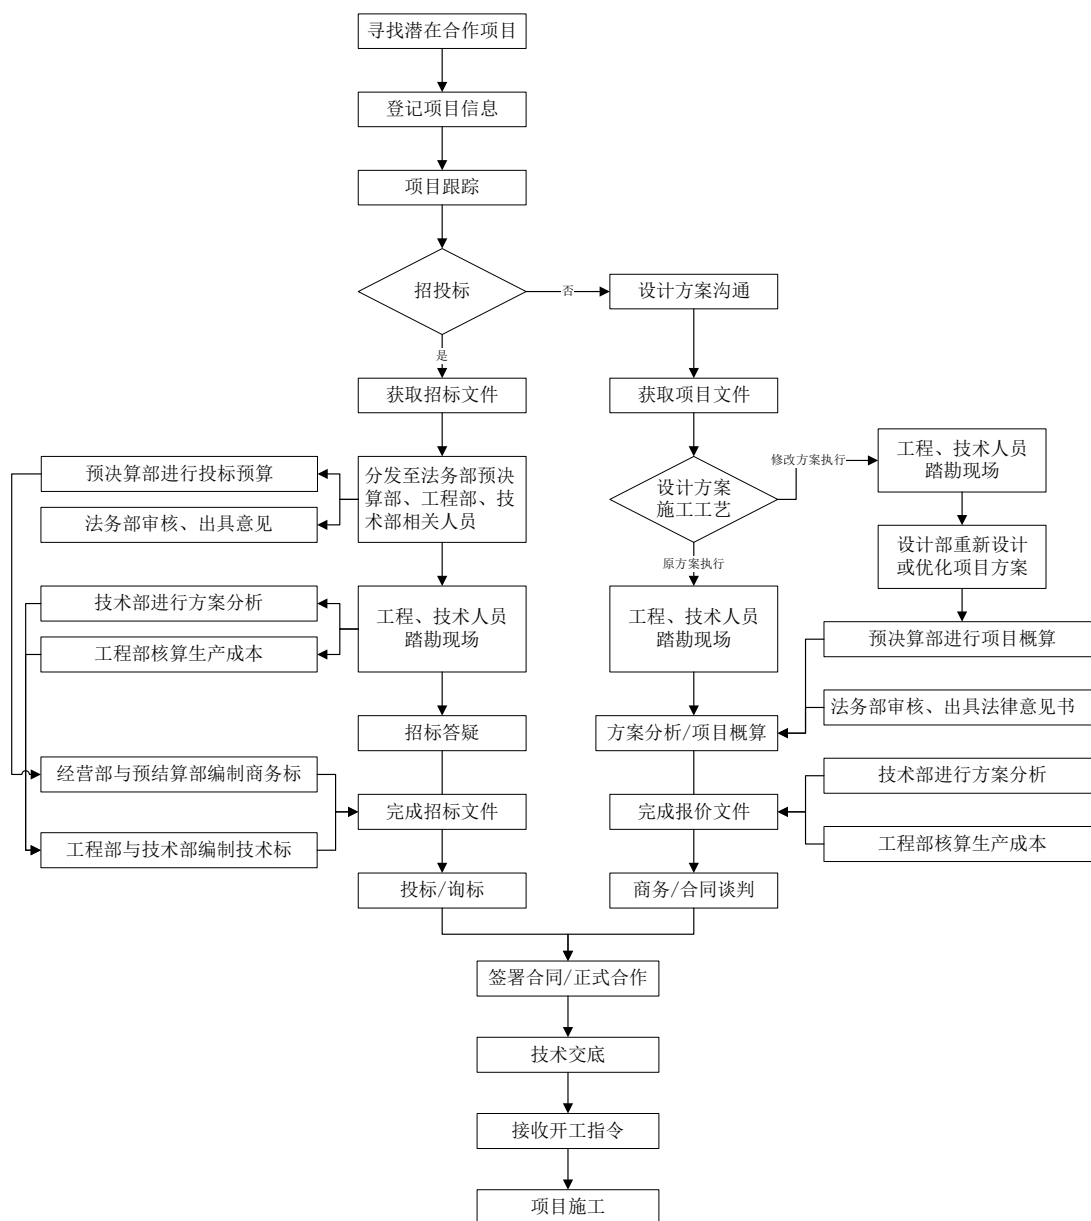 寻找潜在合作项目
登记项目信息
项目跟踪
招投标
否
设计方案沟通
是
获取招标文件
获取项目文件
预决算部进行投标预算
法务部审核、出具意见
分发至法务部预决
算部、工程部、技
术部相关人员
设计方案
施工工艺
修改方案执行
工程、技术人员
踏勘现场
设计部重新设计
或优化项目方案
原方案执行
技术部进行方案分析
工程部核算生产成本
工程、技术人员
踏勘现场
工程、技术人员
踏勘现场
预决算部进行项目概算
法务部审核、出具法律意见书
招标答疑
方案分析/项目概算
经营部与预结算部编制商务标
工程部与技术部编制技术标
完成招标文件
完成报价文件
技术部进行方案分析
工程部核算生产成本
投标/询标
商务/合同谈判
签署合同/正式合作
技术交底
接收开工指令
项目施工